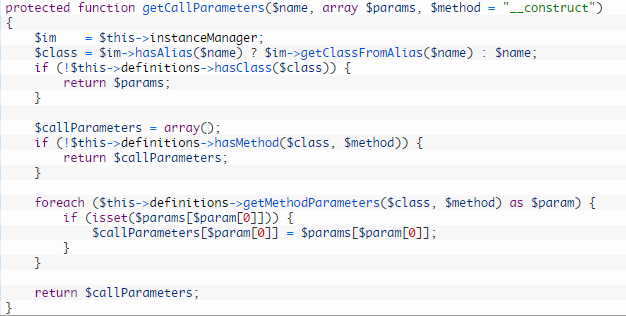 protected function getCallParameters($name, array $params, $method = "__construct")
{
    $im    = $this->instanceManager;
    $class = $im->hasAlias($name) ? $im->getClassFromAlias($name) : $name;
    if (!$this->definitions->hasClass($class)) {
        return $params;
    }

    $callParameters = array();
    if (!$this->definitions->hasMethod($class, $method)) {
        return $callParameters;
    }

    foreach ($this->definitions->getMethodParameters($class, $method) as $param) {
        if (isset($params[$param[0]])) {
            $callParameters[$param[0]] = $params[$param[0]];
        }
    }

    return $callParameters;
}